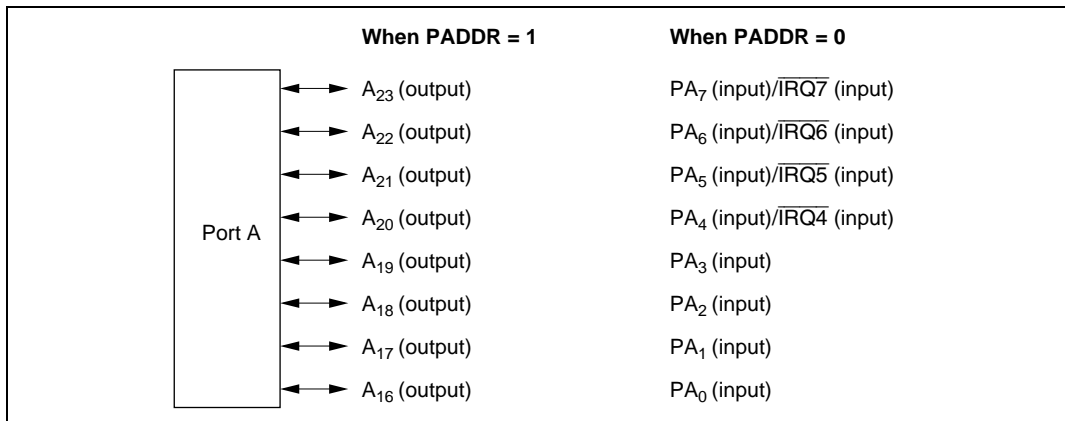 When PADDR = 1 When PADDR = 0
A23 (output) PA7 (input)/IRQ7 (input)
A22 (output) PA6 (input)/IRQ6 (input)
A21 (output) PA5 (input)/IRQ5 (input)
A20 (output) PA4 (input)/IRQ4 (input)
Port A
A19 (output) PA3 (input)
A18 (output) PA2 (input)
A17 (output) PA1 (input)
A16 (output) PA0 (input)